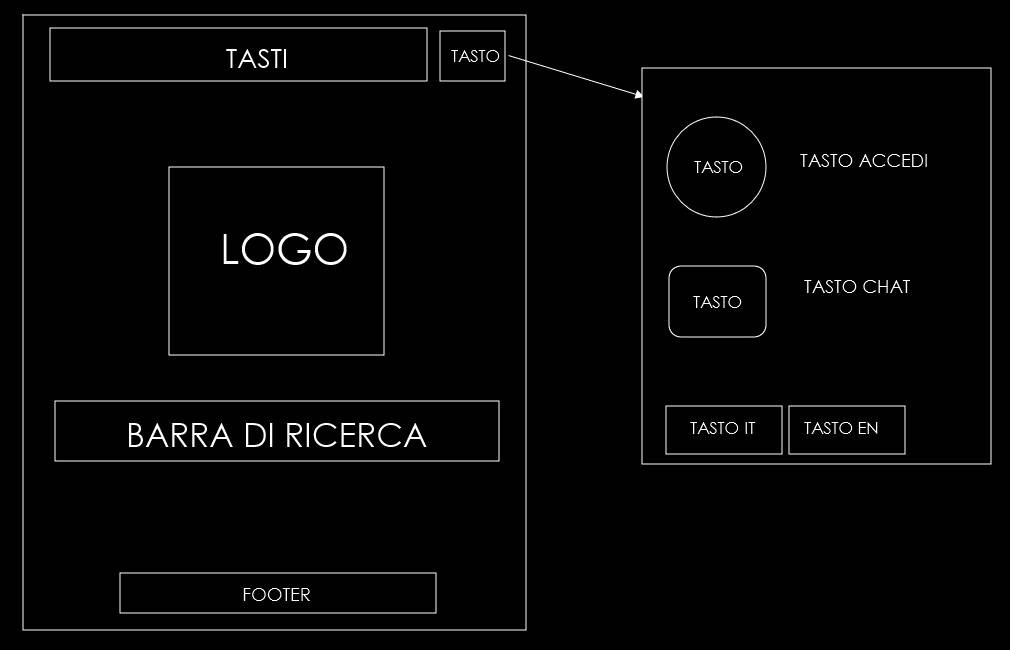 TASTI
TASTO
LOGO
BARRA DI RICERCA
FOOTER
TASTO
TASTO ACCEDI
TASTO
TASTO CHAT
TASTO IT
TASTO EN